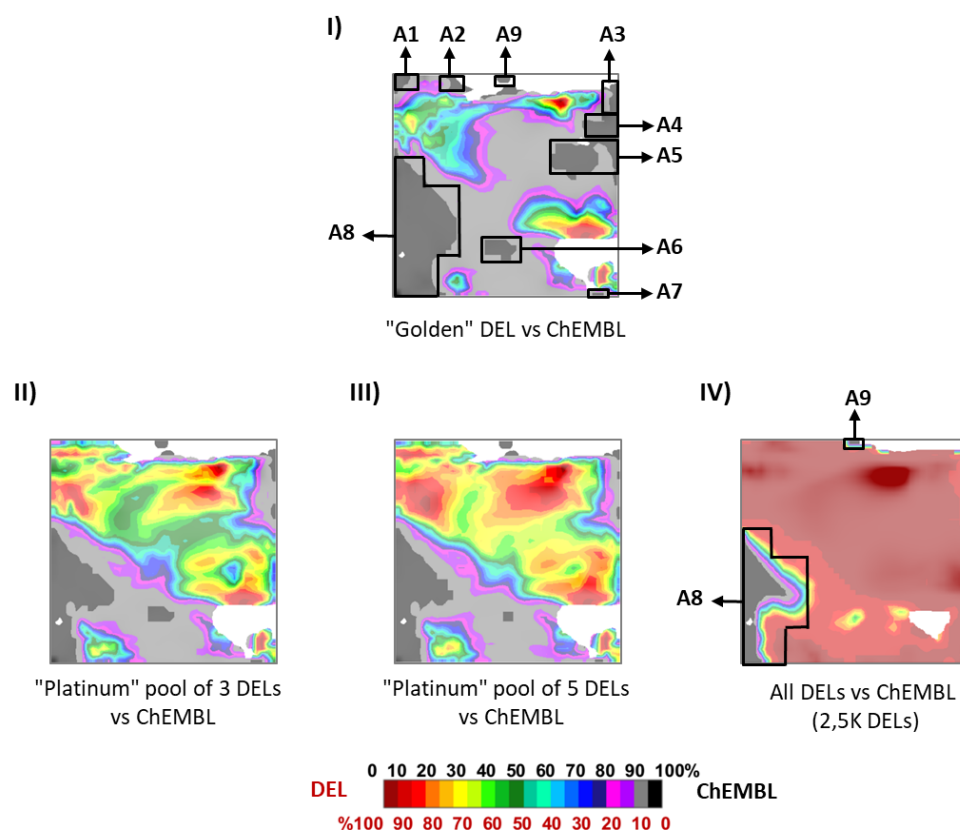 I)
A1
A2
A9
A3
A4
A5
A8
A6
A7
"Golden" DEL vs ChEMBL
II)
III)
IV)
A9
A8
"Platinum" pool of 3 DELs
vs ChEMBL
"Platinum" pool of 5 DELs
vs ChEMBL
All DELs vs ChEMBL
(2,5K DELs)
0 10 20 30 40 50 60 70 80 90 100%
DEL
ChEMBL
%100 90 80 70 60 50 40 30 20 10 0